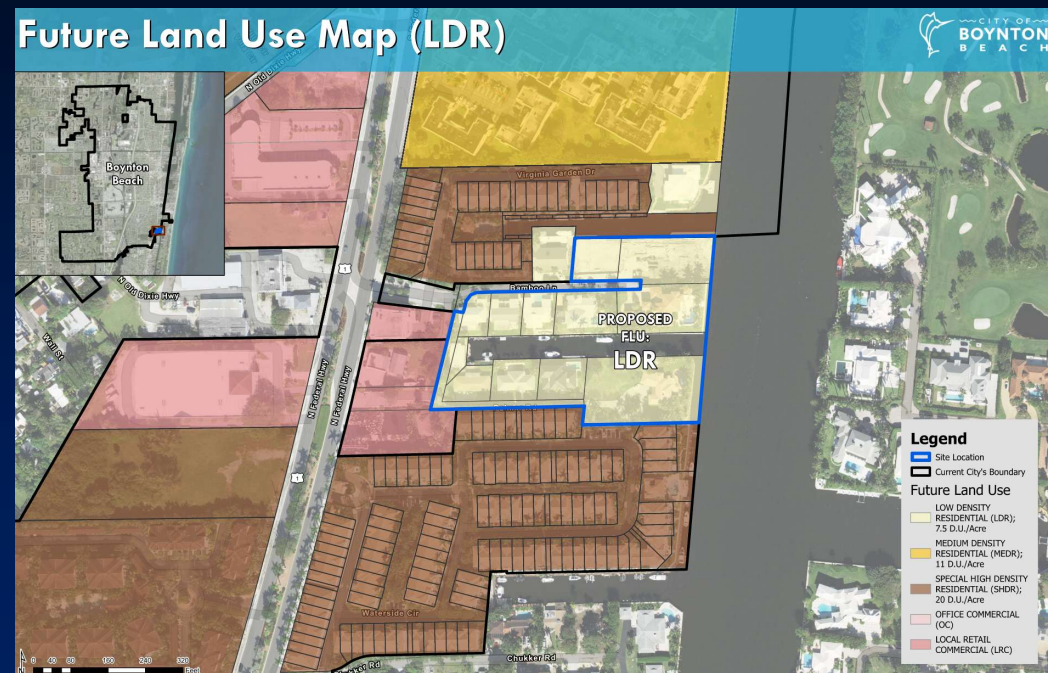 Future Land Use Map (LDR)
CITY OF
BOYNTON
BEACH
Boynton
Beach
N Old Dixie Hwy
N Old Dixie Hwy
Wall St
1
Virginia Garden Dr
Bamboo Ln
PROPOSED
FLU:
LDR
N Federal Hwy
N Federal Hwy
1
Waterside Cir
Chukker Rd
Chukker Rd
N
0 40 80 160 240 320
Feet
Legend
Site Location
Current City's Boundary
Future Land Use
LOW DENSITY
RESIDENTIAL (LDR);
7.5 D.U./Acre
MEDIUM DENSITY
RESIDENTIAL (MEDR);
11 D.U./Acre
SPECIAL HIGH DENSITY
RESIDENTIAL (SHDR);
20 D.U./Acre
OFFICE COMMERCIAL
(OC)
LOCAL RETAIL
COMMERCIAL (LRC)